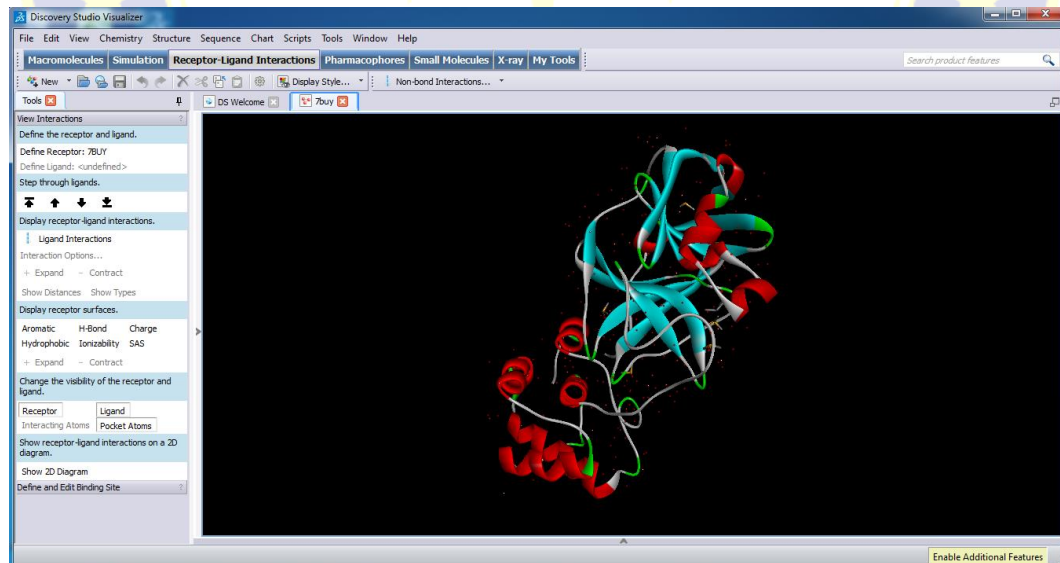 Discovery Studio Visualizer
File Edit View Chemistry Structure Sequence Chart Scripts Tools Window Help
Macromolecules Simulation Receptor-Ligand Interactions Pharmacophores Small Molecules X-ray My Tools
Search product features
New Display Style... Non-bond Interactions...
Tools DS Welcome 7buy
View Interactions
Define the receptor and ligand.
Define Receptor: 7BUY
Define Ligand: <undefined>
Step through ligands.
Display receptor-ligand interactions.
Ligand Interactions
Interaction Options...
+ Expand - Contract
Show Distances Show Types
Display receptor surfaces.
Aromatic H-Bond Charge
Hydrophobic Ionizability SAS
+ Expand - Contract
Change the visibility of the receptor and
ligand.
Receptor Ligand
Interacting Atoms Pocket Atoms
Show receptor-ligand interactions on a 2D
diagram.
Show 2D Diagram
Define and Edit Binding Site
Enable Additional Features